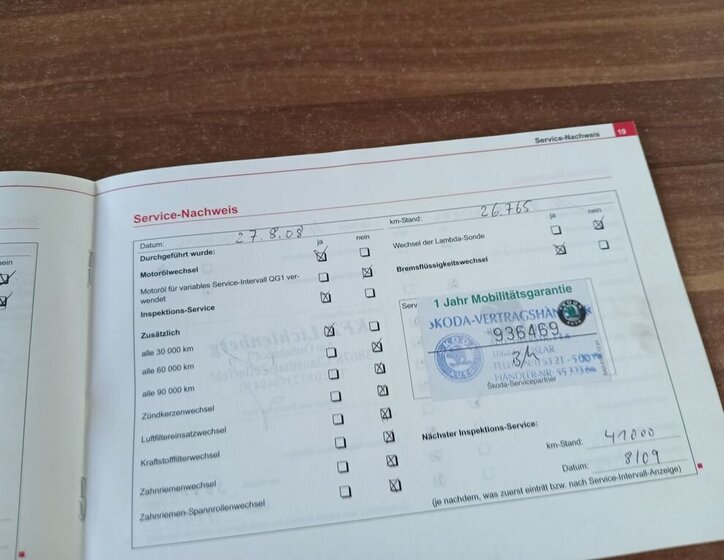 Service-Nachweis 19
Service-Nachweis
Datum: 27.8.08 km-Stand: 26.765
ja nein ja nein
Durchgeführt wurde:
Wechsel der Lambda-Sonde
Motorölwechsel
Bremsflüssigkeitswechsel
Motoröl für variables Service-Intervall QG1 ver-
wendet
Inspektions-Service
Zusätzlich
alle 30 000 km
alle 60 000 km
alle 90 000 km
Zündkerzenwechsel
Luftfiltereinsatzwechsel
Kraftstofffilterwechsel
Zahnriemenwechsel
Zahnriemen-Spannrollenwechsel
Serv
1 Jahr Mobilitätsgarantie
936469
Škoda-Servicepartner
Nächster Inspektions-Service:
km-Stand: 41000
Datum: 8/09
(je nachdem, was zuerst eintritt bzw. nach Service-Intervall-Anzeige)
nein